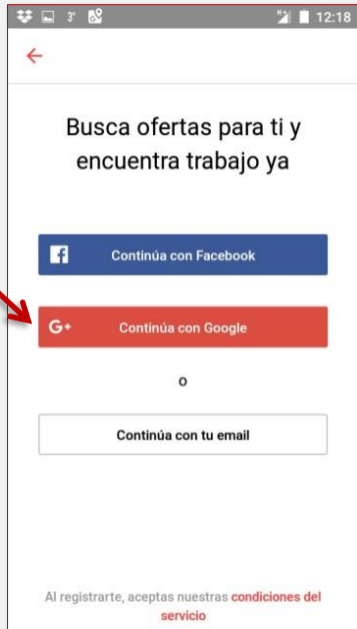 3° 12:18
Busca ofertas para ti y
encuentra trabajo ya
f Continúa con Facebook
G+ Continúa con Google
o
Continúa con tu email
Al registrarte, aceptas nuestras condiciones del
servicio